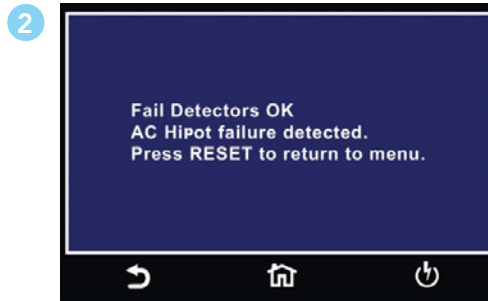 2
Fail Detectors OK
AC Hipot failure detected.
Press RESET to return to menu.